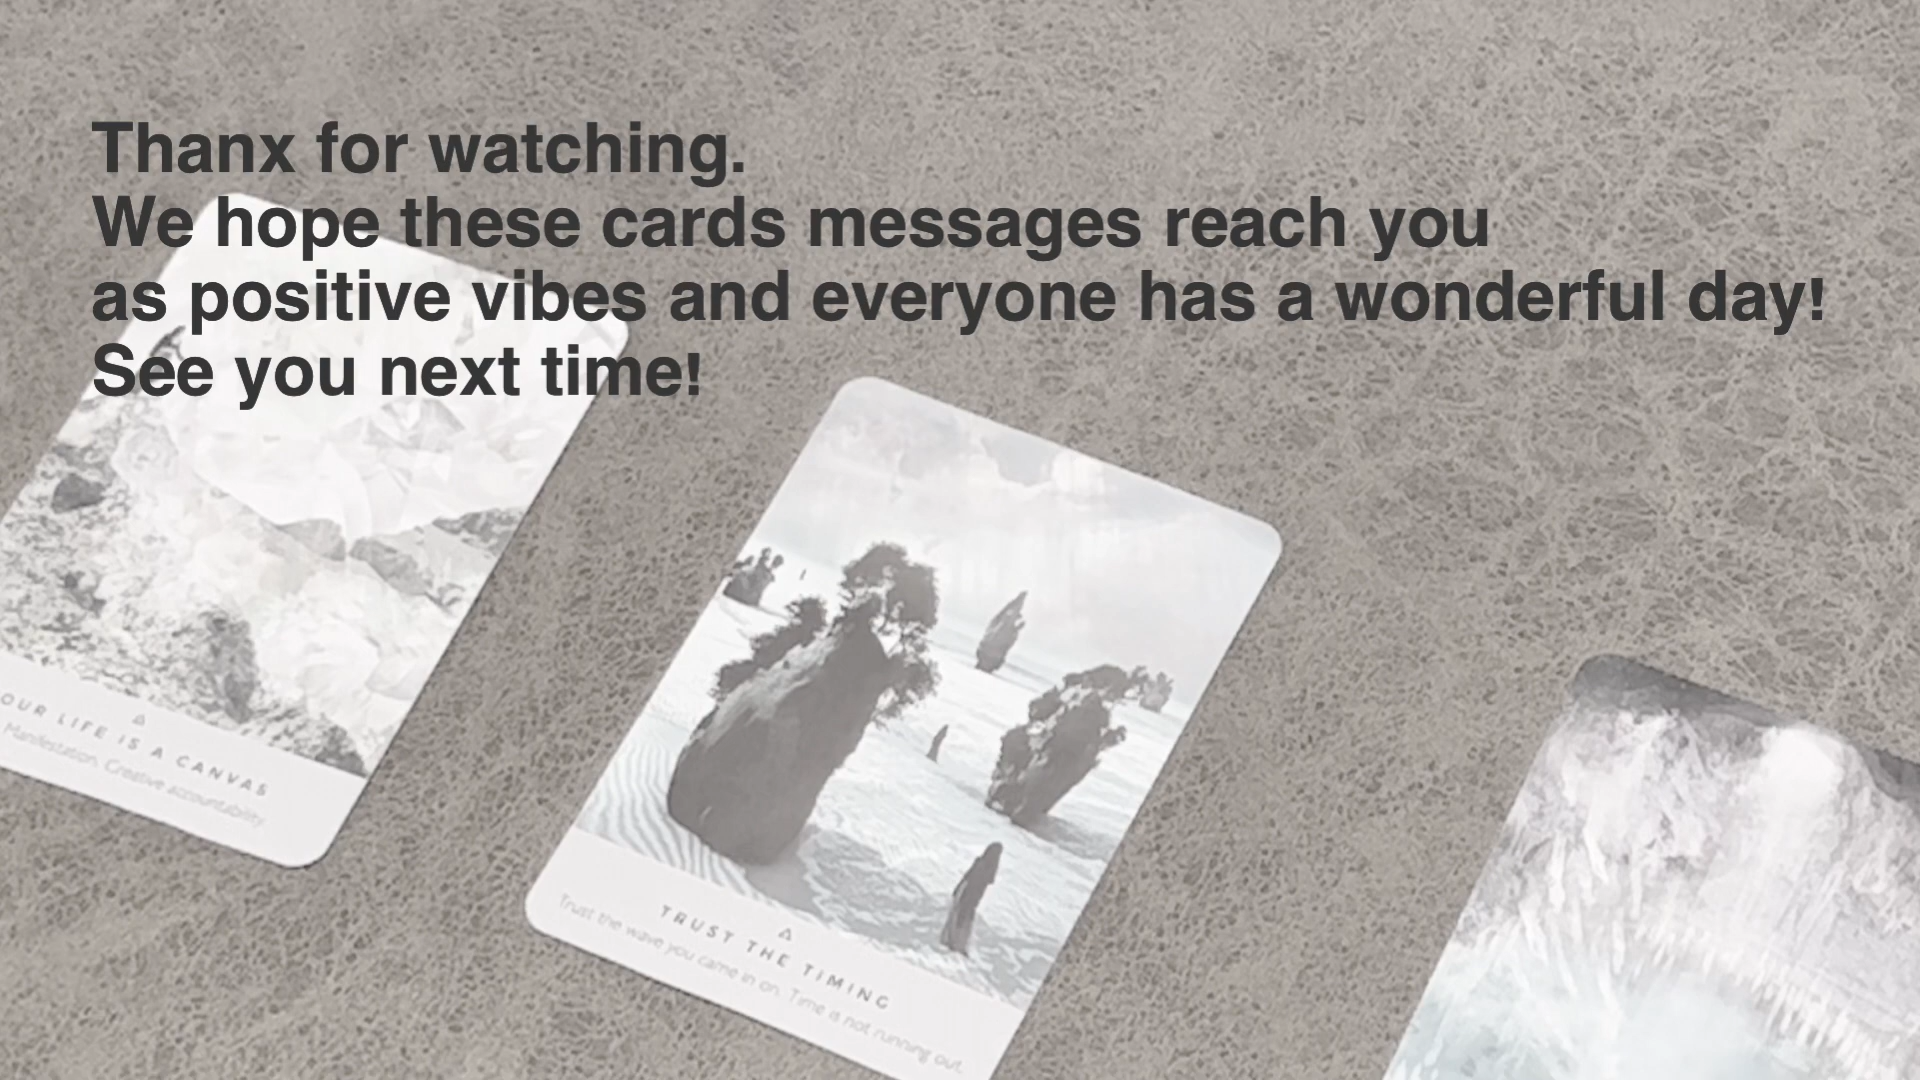 Thanx for watching.
We hope these cards messages reach you
as positive vibes and everyone has a wonderful day!
See you next time!
OUR LIFE IS A CANVAS
Manifestation. Creative accountability.
TRUST THE TIMING
Trust the wave you came in on. Time is not running out.